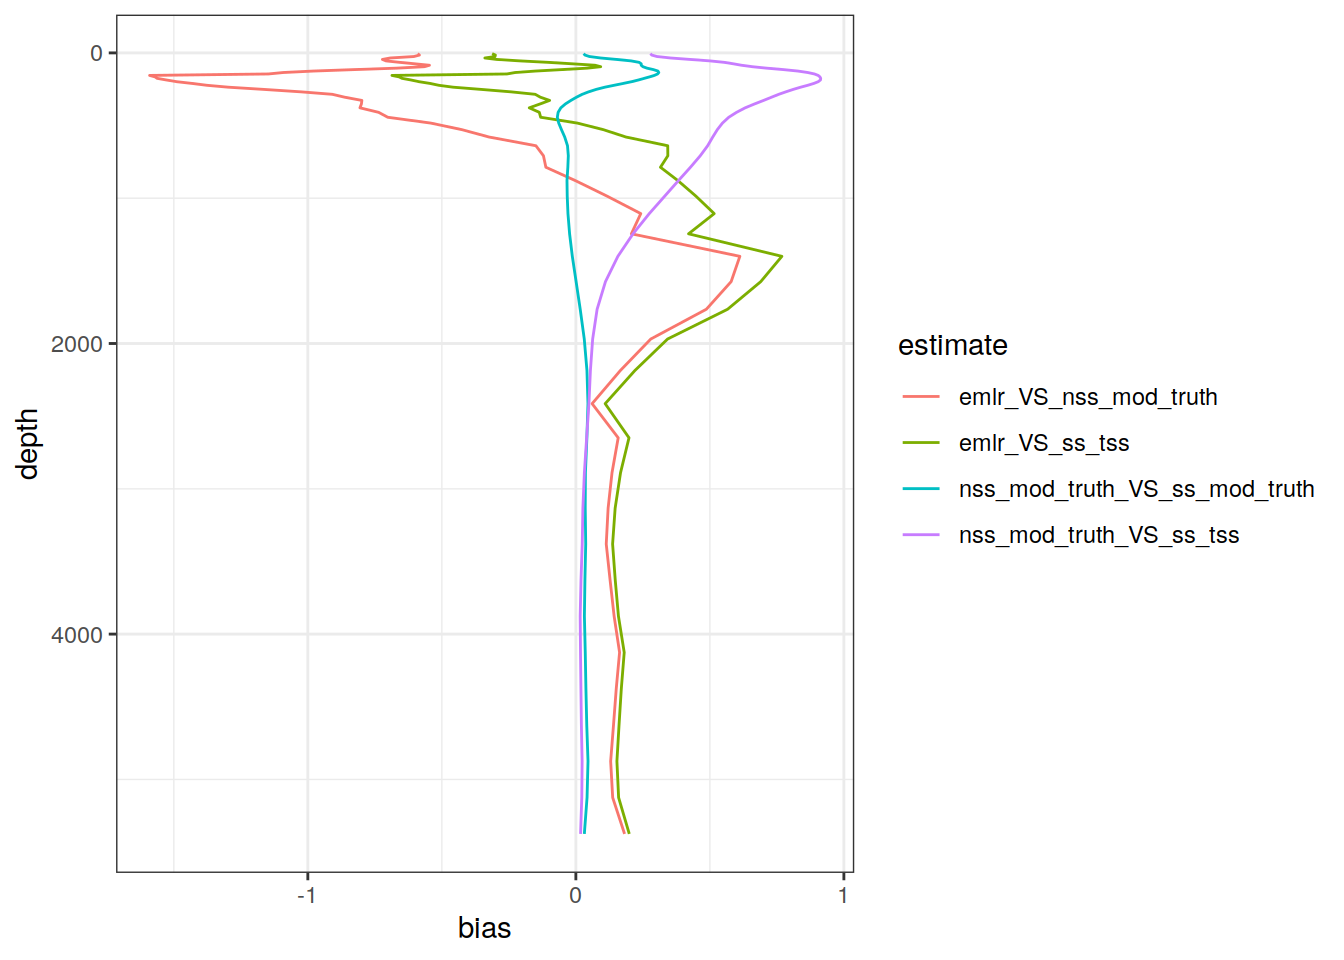 0
2000
4000
-1
0
1
bias
depth
estimate
emlr_VS_nss_mod_truth
emlr_VS_ss_tss
nss_mod_truth_VS_ss_mod_truth
nss_mod_truth_VS_ss_tss